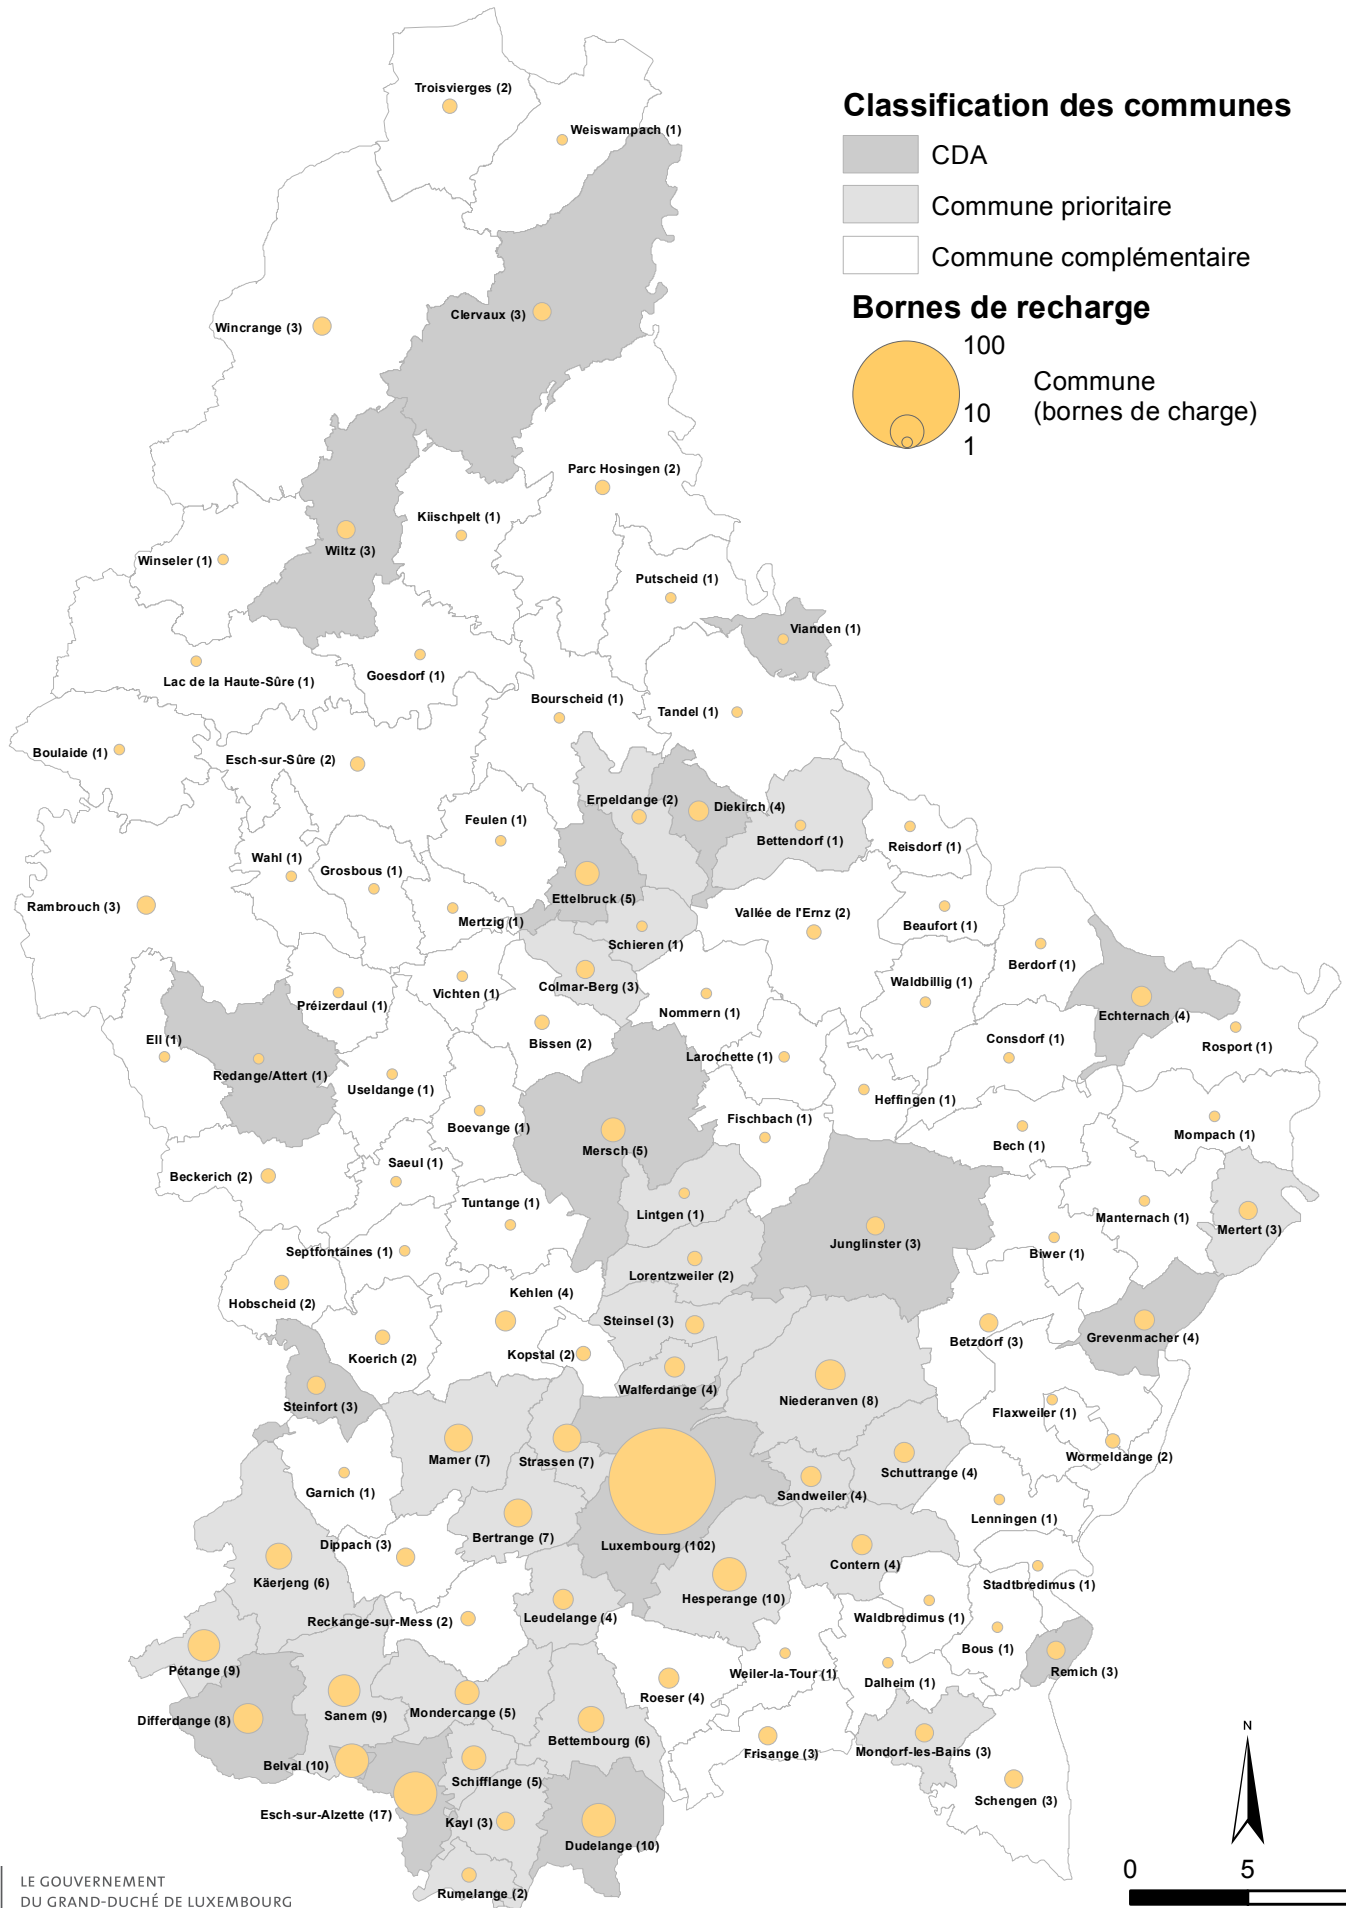 Classification des communes
CDA
Commune prioritaire
Commune complémentaire
Bornes de recharge
100
10
1
Commune
(bornes de charge)
Troisvierges (2)
Weiswampach (1)
Clervaux (3)
Wincrange (3)
Parc Hosingen (2)
Kiischpelt (1)
Wiltz (3)
Winseler (1)
Putscheid (1)
Vianden (1)
Goesdorf (1)
Lac de la Haute-Sûre (1)
Bourscheid (1)
Tandel (1)
Boulaide (1)
Esch-sur-Sûre (2)
Erpeldange (2)
Diekirch (4)
Feulen (1)
Bettendorf (1)
Reisdorf (1)
Wahl (1)
Grosbous (1)
Ettelbruck (5)
Rambrouch (3)
Mertzig (1)
Vallée de l'Ernz (2)
Beaufort (1)
Schieren (1)
Berdorf (1)
Waldbillig (1)
Colmar-Berg (3)
Vichten (1)
Préizerdaul (1)
Nommern (1)
Echternach (4)
Ell (1)
Bissen (2)
Consdorf (1)
Rosport (1)
Larochette (1)
Redange/Attert (1)
Useldange (1)
Heffingen (1)
Fischbach (1)
Boevange (1)
Mompach (1)
Bech (1)
Mersch (5)
Saeul (1)
Beckerich (2)
Tuntange (1)
Lintgen (1)
Manternach (1)
Mertert (3)
Junglinster (3)
Septfontaines (1)
Biwer (1)
Lorentzweiler (2)
Kehlen (4)
Hobscheid (2)
Steinsel (3)
Grevenmacher (4)
Betzdorf (3)
Koerich (2)
Kopstal (2)
Walferdange (4)
Niederanven (8)
Steinfort (3)
Flaxweiler (1)
Wormeldange (2)
Mamer (7)
Strassen (7)
Schuttrange (4)
Garnich (1)
Sandweiler (4)
Lenningen (1)
Bertrange (7)
Dippach (3)
Luxembourg (102)
Contern (4)
Käerjeng (6)
Stadtbredimus (1)
Hesperange (10)
Reckange-sur-Mess (2)
Leudelange (4)
Waldbredimus (1)
Bous (1)
Pétange (9)
Weiler-la-Tour (1)
Remich (3)
Dalheim (1)
Roeser (4)
Differdange (8)
Sanem (9)
Mondercange (5)
Bettembourg (6)
Frisange (3)
Mondorf-les-Bains (3)
Belval (10)
Schifflange (5)
Schengen (3)
Esch-sur-Alzette (17)
Kayl (3)
Dudelange (10)
Rumelange (2)
N
0 5
LE GOUVERNEMENT
DU GRAND-DUCHÉ DE LUXEMBOURG